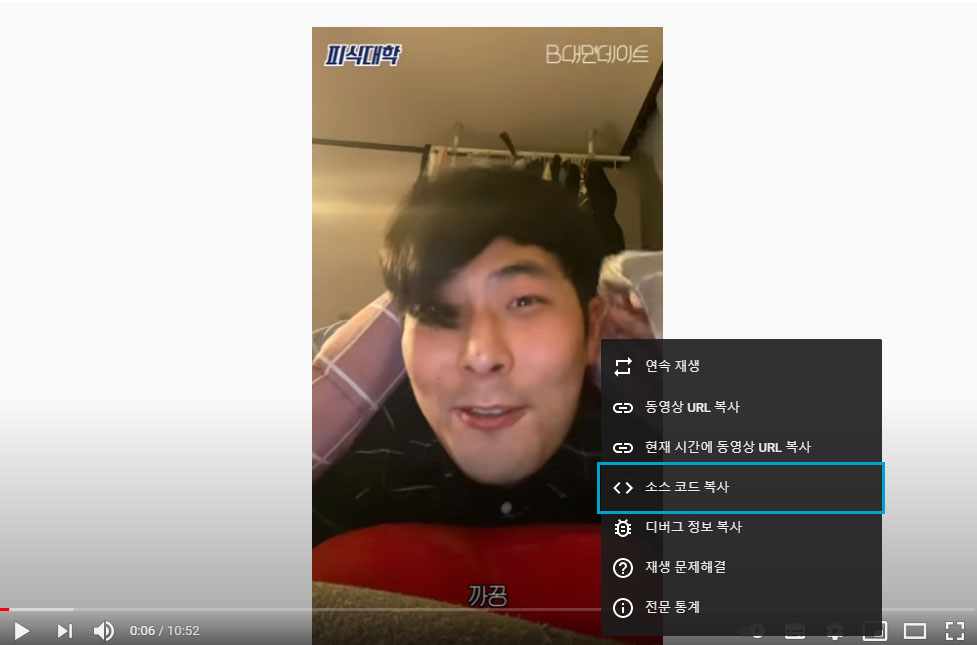 피식대학
B대면데이트
연속 재생
동영상 URL 복사
현재 시간에 동영상 URL 복사
소스 코드 복사
디버그 정보 복사
재생 문제해결
전문 통계
까꿍
0:06 / 10:52